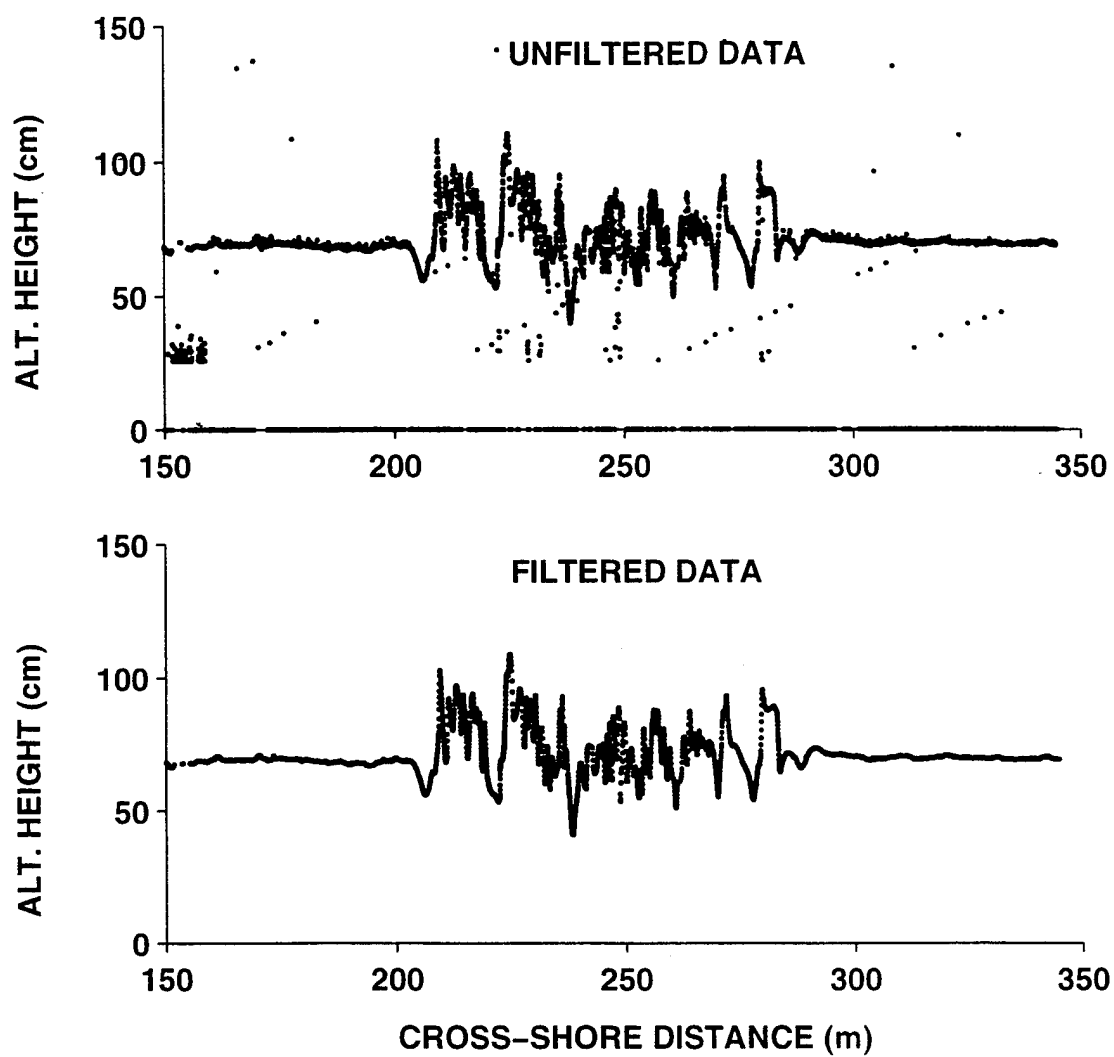 150
UNFILTERED DATA
100
50
0
ALT. HEIGHT (cm)
150 200 250 300 350
150
FILTERED DATA
100
50
0
ALT. HEIGHT (cm)
150 200 250 300 350
CROSS-SHORE DISTANCE (m)